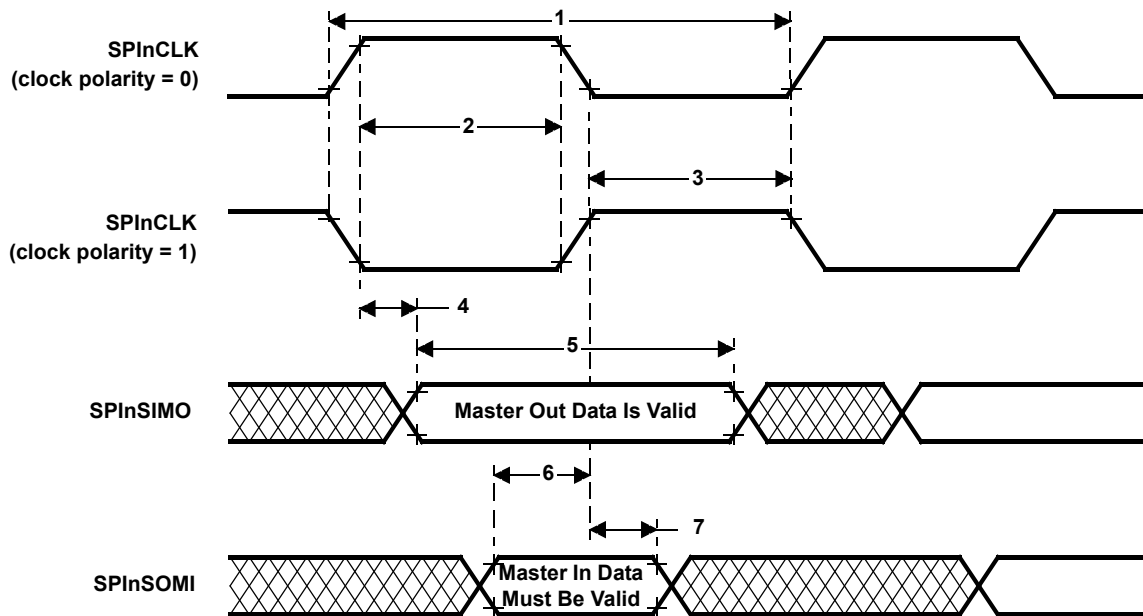 1
SPInCLK
(clock polarity = 0)
2
3
SPInCLK
(clock polarity = 1)
4
5
SPInSIMO
Master Out Data Is Valid
6
7
SPInSOMI
Master In Data
Must Be Valid